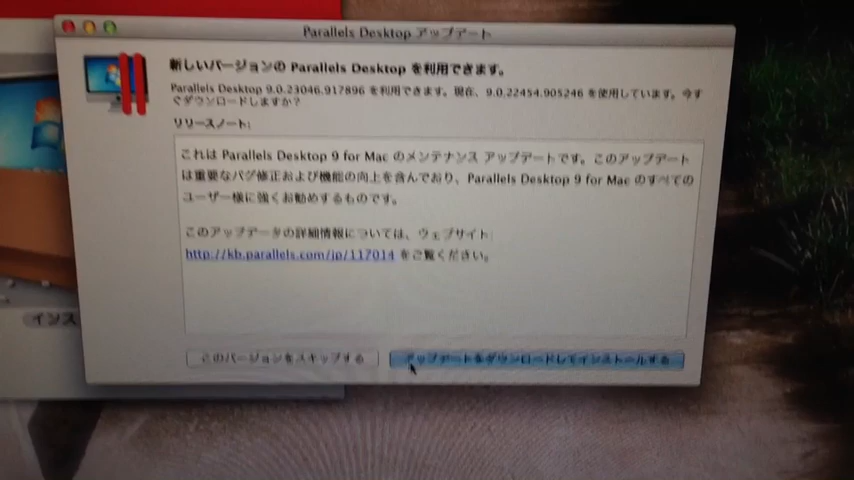 Parallels Desktop アップデート
新しいバージョンの Parallels Desktop を利用できます。
Parallels Desktop 9.0.23046.917896 を利用できます。現在、9.0.22454.905246 を使用しています。今す
ぐダウンロードしますか？
リリースノート:
これは Parallels Desktop 9 for Mac のメンテナンス アップデートです。このアップデート
は重要なバグ修正および機能の向上を含んでおり、Parallels Desktop 9 for Mac のすべての
ユーザー様に強くお勧めするものです。
このアップデータの詳細情報については、ウェブサイト:
http://kb.parallels.com/jp/117014 をご覧ください。
インス
このバージョンをスキップする
アップデートをダウンロードしてインストールする